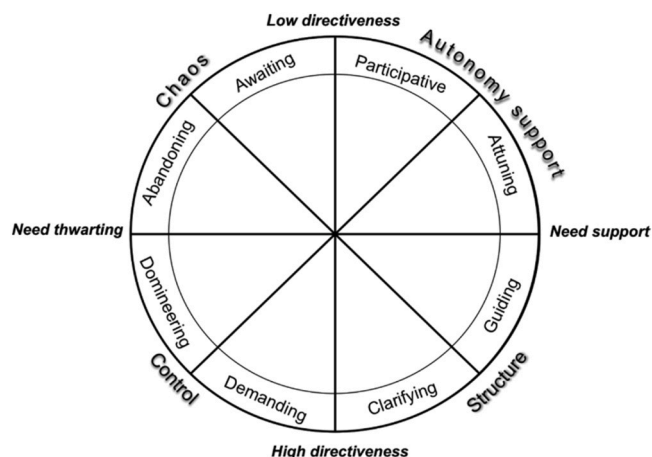 Low directiveness
Chaos
Autonomy support
Awaiting
Participative
Abandoning
Attuning
Need thwarting
Need support
Domineering
Guiding
Control
Structure
Demanding
Clarifying
High directiveness